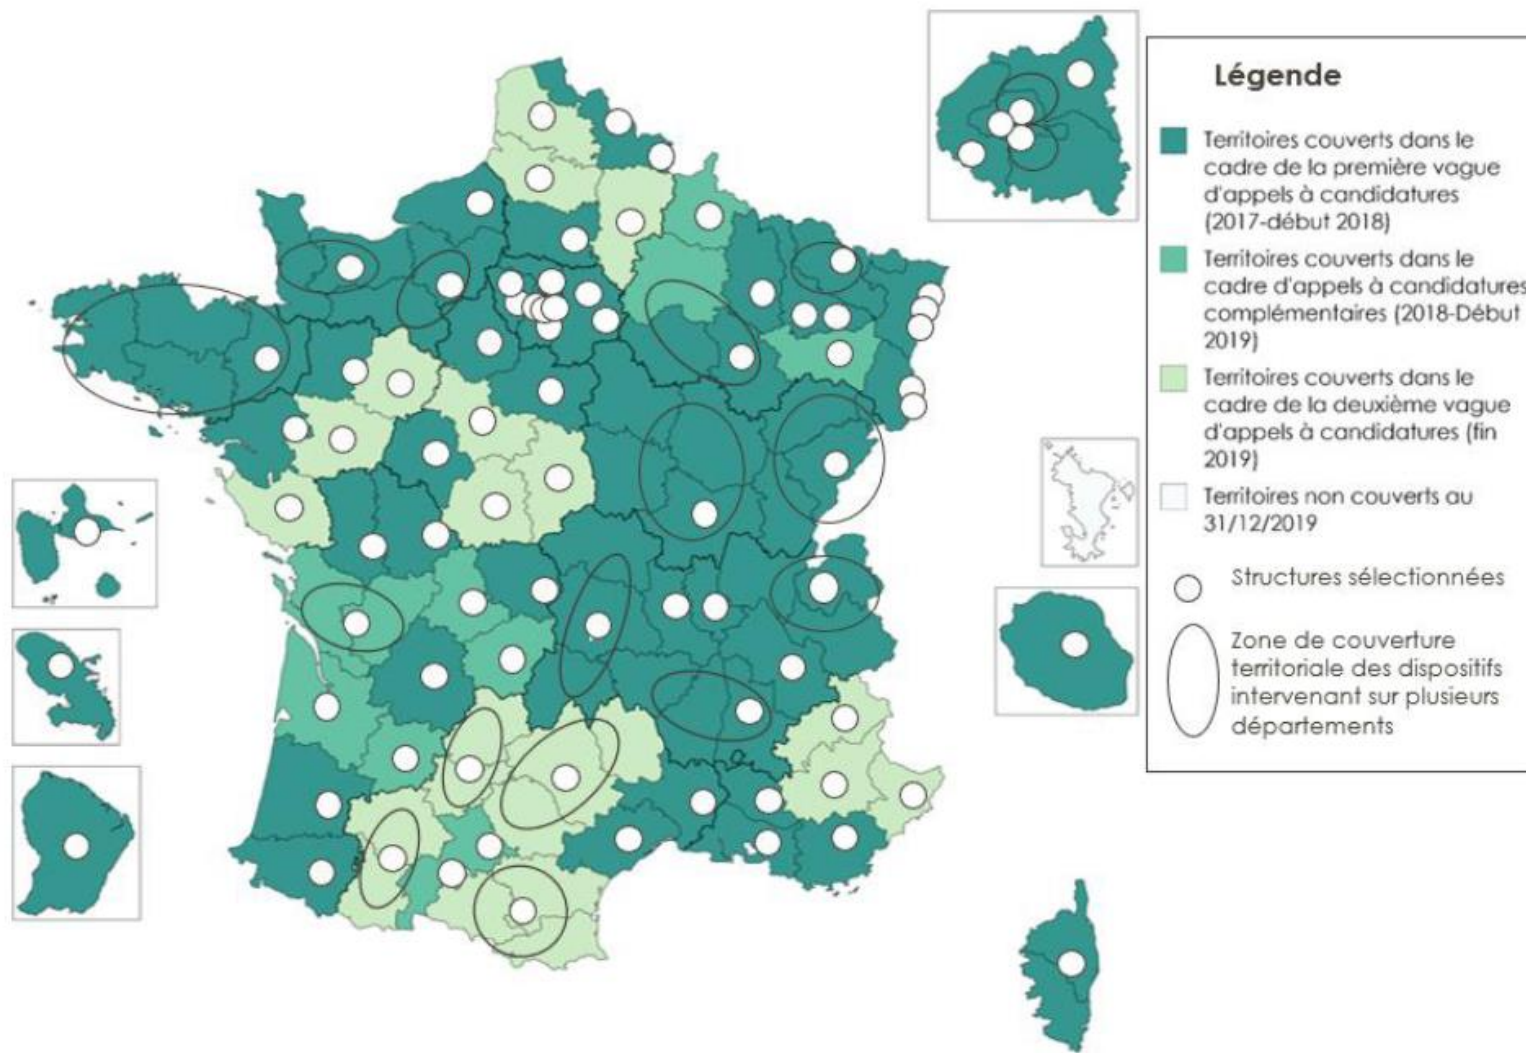 Légende
Territoires couverts dans le
cadre de la première vague
d'appels à candidatures
(2017-début 2018)
Territoires couverts dans le
cadre d'appels à candidatures
complémentaires (2018-Début
2019)
Territoires couverts dans le
cadre de la deuxième vague
d'appels à candidatures (fin
2019)
Territoires non couverts au
31/12/2019
Structures sélectionnées
Zone de couverture
territoriale des dispositifs
intervenant sur plusieurs
départements